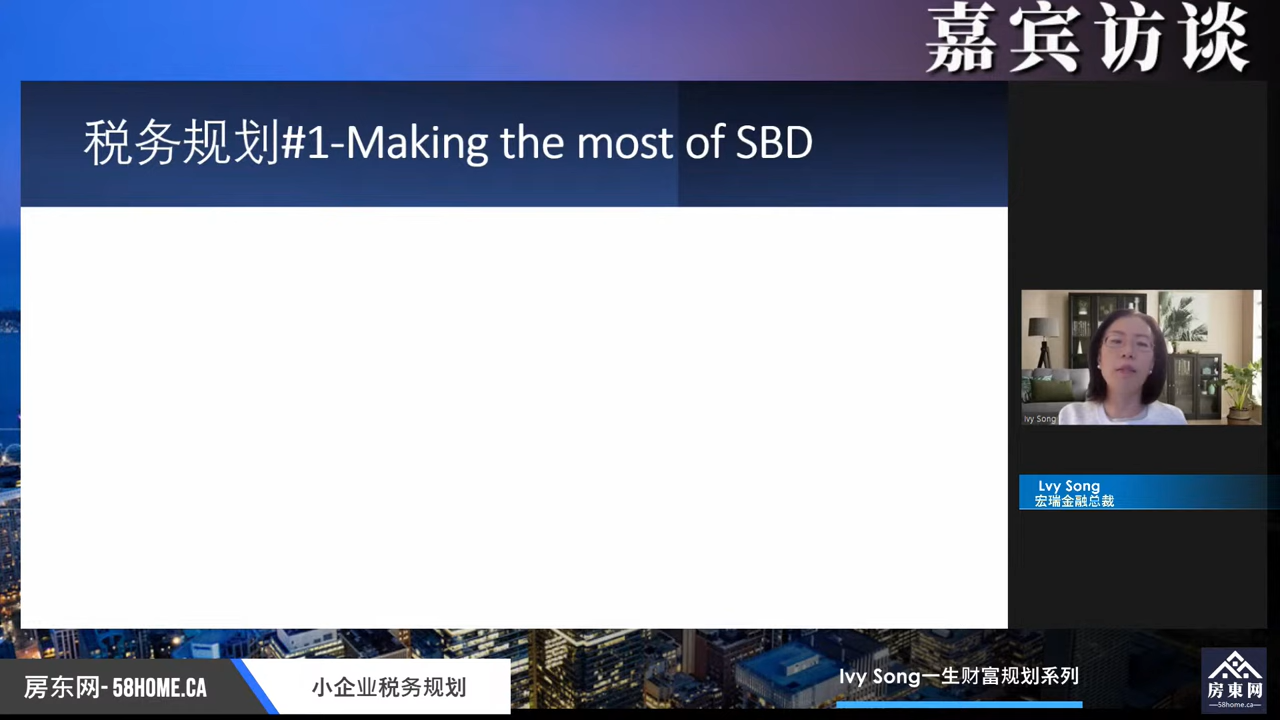 嘉宾访谈
税务规划#1-Making the most of SBD
Ivy Song
Lvy Song
宏瑞金融总裁
房东网- 58HOME.CA
小企业税务规划
Ivy Song一生财富规划系列
房東网
—58home.ca—